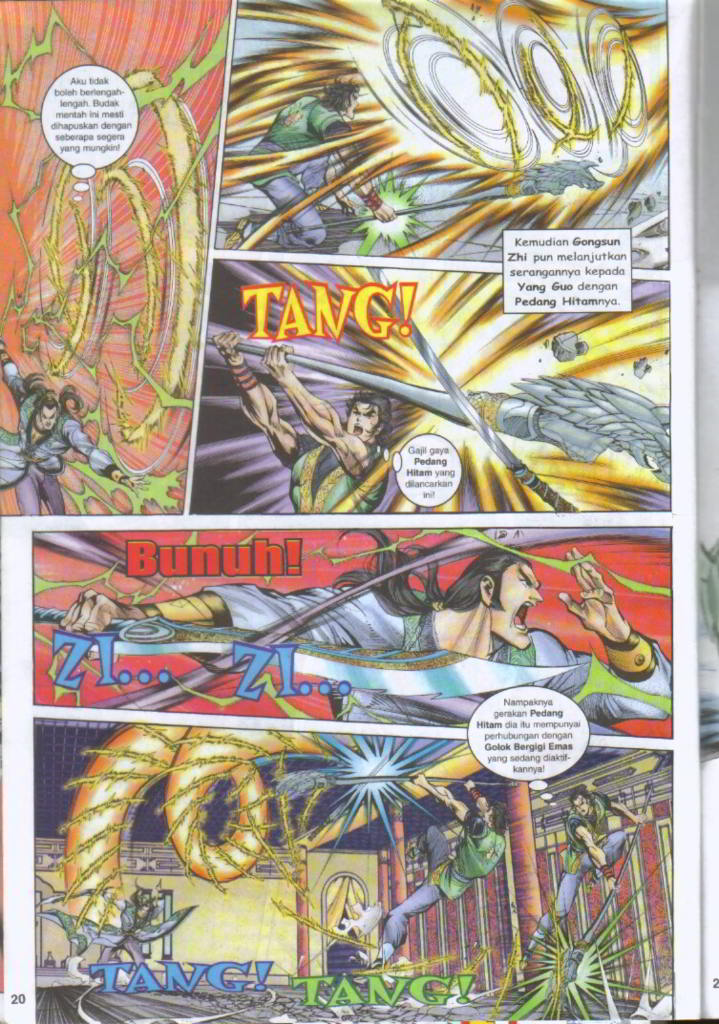 Aku tidak
boleh berlengah-
lengah. Budak
mentah ini mesti
dihapuskan dengan
seberapa segera
yang mungkin!
Kemudian Gongsun
Zhi pun melanjutkan
serangannya kepada
Yang Guo dengan
Pedang Hitamnya.
TANG!
Gajil gaya
Pedang
Hitam yang
dilancarkan
ini!
Bunuh!
ZI... ZI...
Nampaknya
gerakan Pedang
Hitam dia itu mempunyai
perhubungan dengan
Golok Bergigi Emas
yang sedang diaktif-
kannya!
TANG! TANG!
20